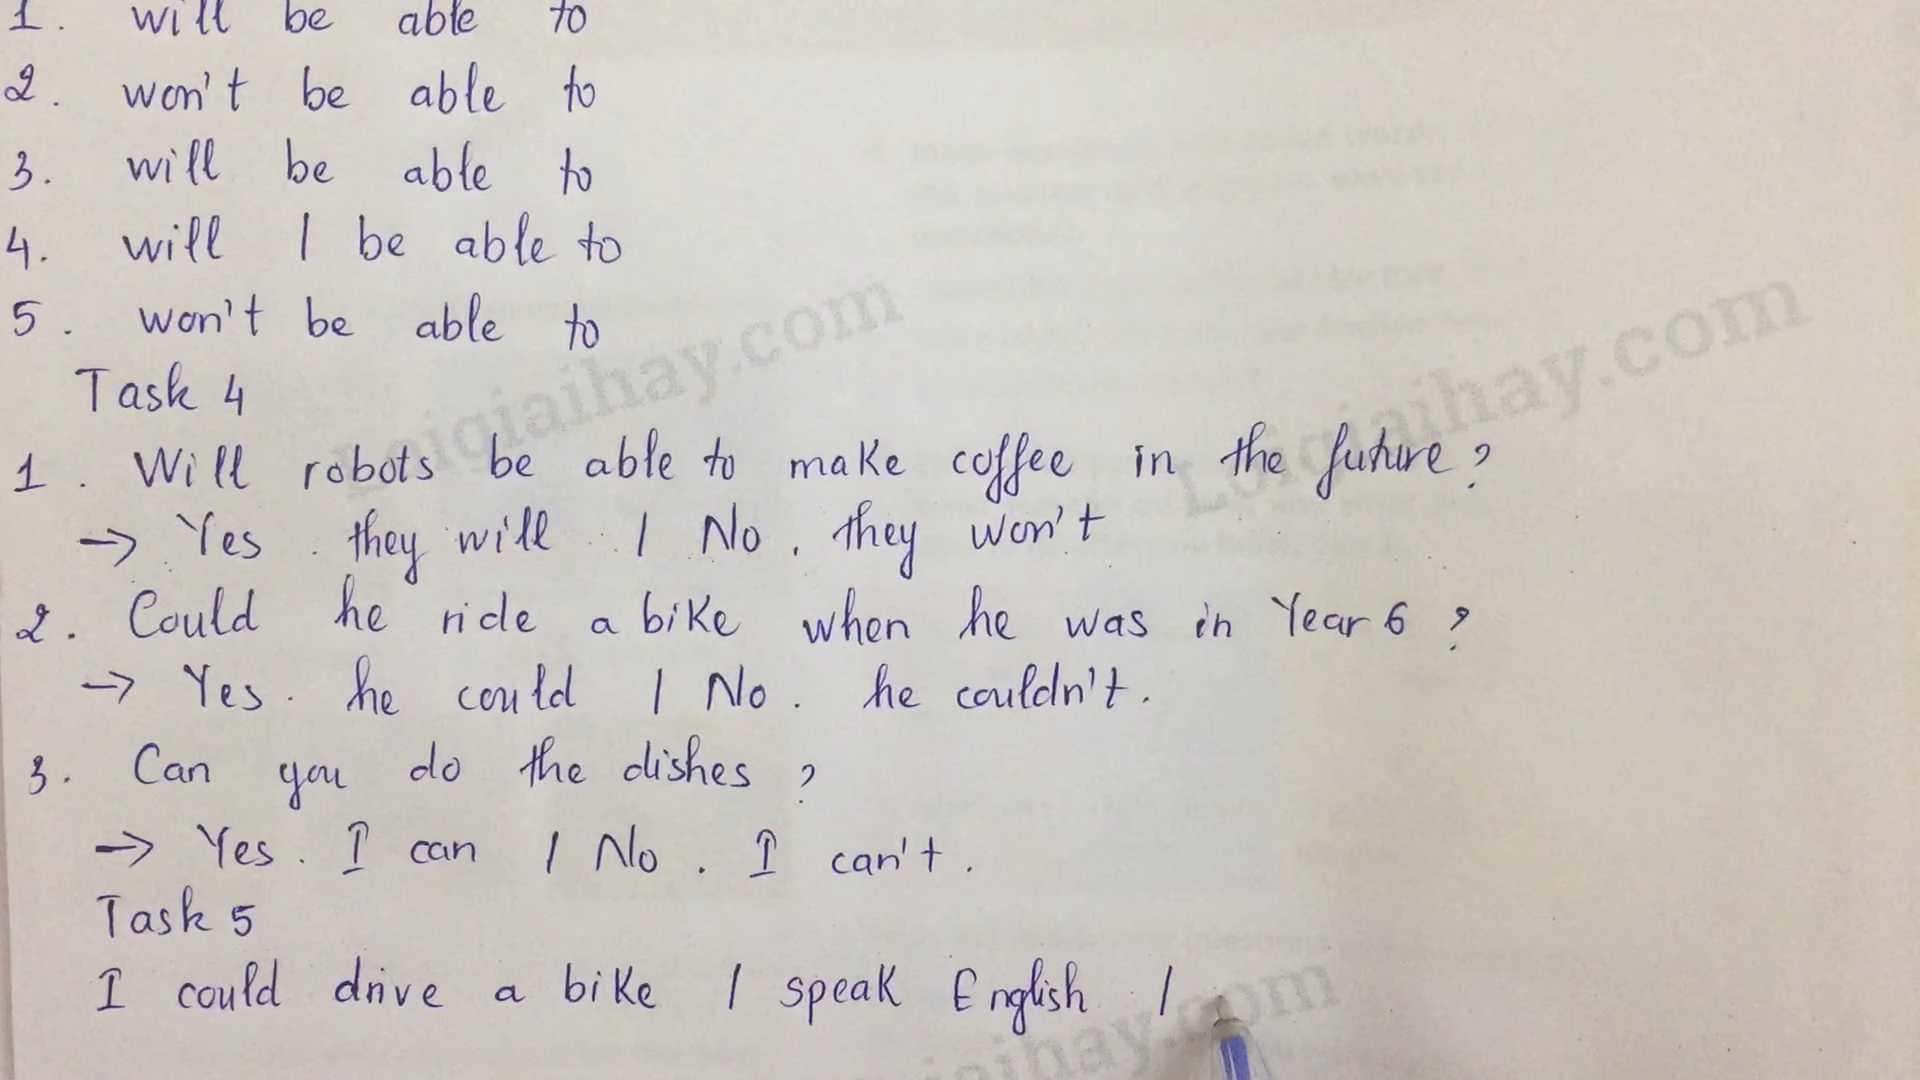 1. will be able to
2. won't be able to
3. will be able to
4. will I be able to
5. won't be able to
Task 4
1. Will robots be able to make coffee in the future?
→ Yes. they will. / No, they won't
2. Could he ride a bike when he was in Year 6?
→ Yes. he could / No. he couldn't.
3. Can you do the dishes?
→ Yes. I can / No. I can't.
Task 5
I could drive a bike / speak English /
Loigiaihay.com
Loigiaihay.com